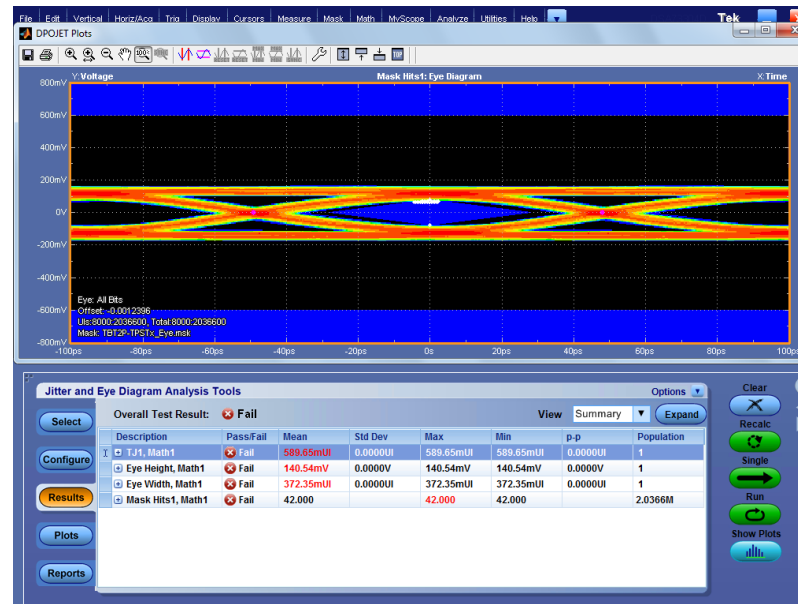 File Edit Vertical Horiz/Acq Trig Display Cursors Measure Mask Math MyScope Analyze Utilities Help Tek
DPOJET Plots
100% TOP
Y:Voltage Mask Hits1: Eye Diagram X:Time
800mV
600mV
400mV
200mV
0V
-200mV
-400mV
-600mV
-800mV
Eye: All Bits
Offset: -0.0012396
UIs:8000:2036600, Total:8000:2036600
Mask: TBT2P-TPSTx_Eye.msk
-100ps -80ps -60ps -40ps -20ps 0s 20ps 40ps 60ps 80ps 100ps
Jitter and Eye Diagram Analysis Tools Options Clear
Select Overall Test Result: Fail View Summary Expand
Recalc
Description Pass/Fail Mean Std Dev Max Min p-p Population
TJ1, Math1 Fail 589.65mUI 0.0000UI 589.65mUI 589.65mUI 0.0000UI 1
Configure Eye Height, Math1 Fail 140.54mV 0.0000V 140.54mV 140.54mV 0.0000V 1
Single
Eye Width, Math1 Fail 372.35mUI 0.0000UI 372.35mUI 372.35mUI 0.0000UI 1
Results Mask Hits1, Math1 Fail 42.000 42.000 42.000 2.0366M
Run
Plots Show Plots
Reports